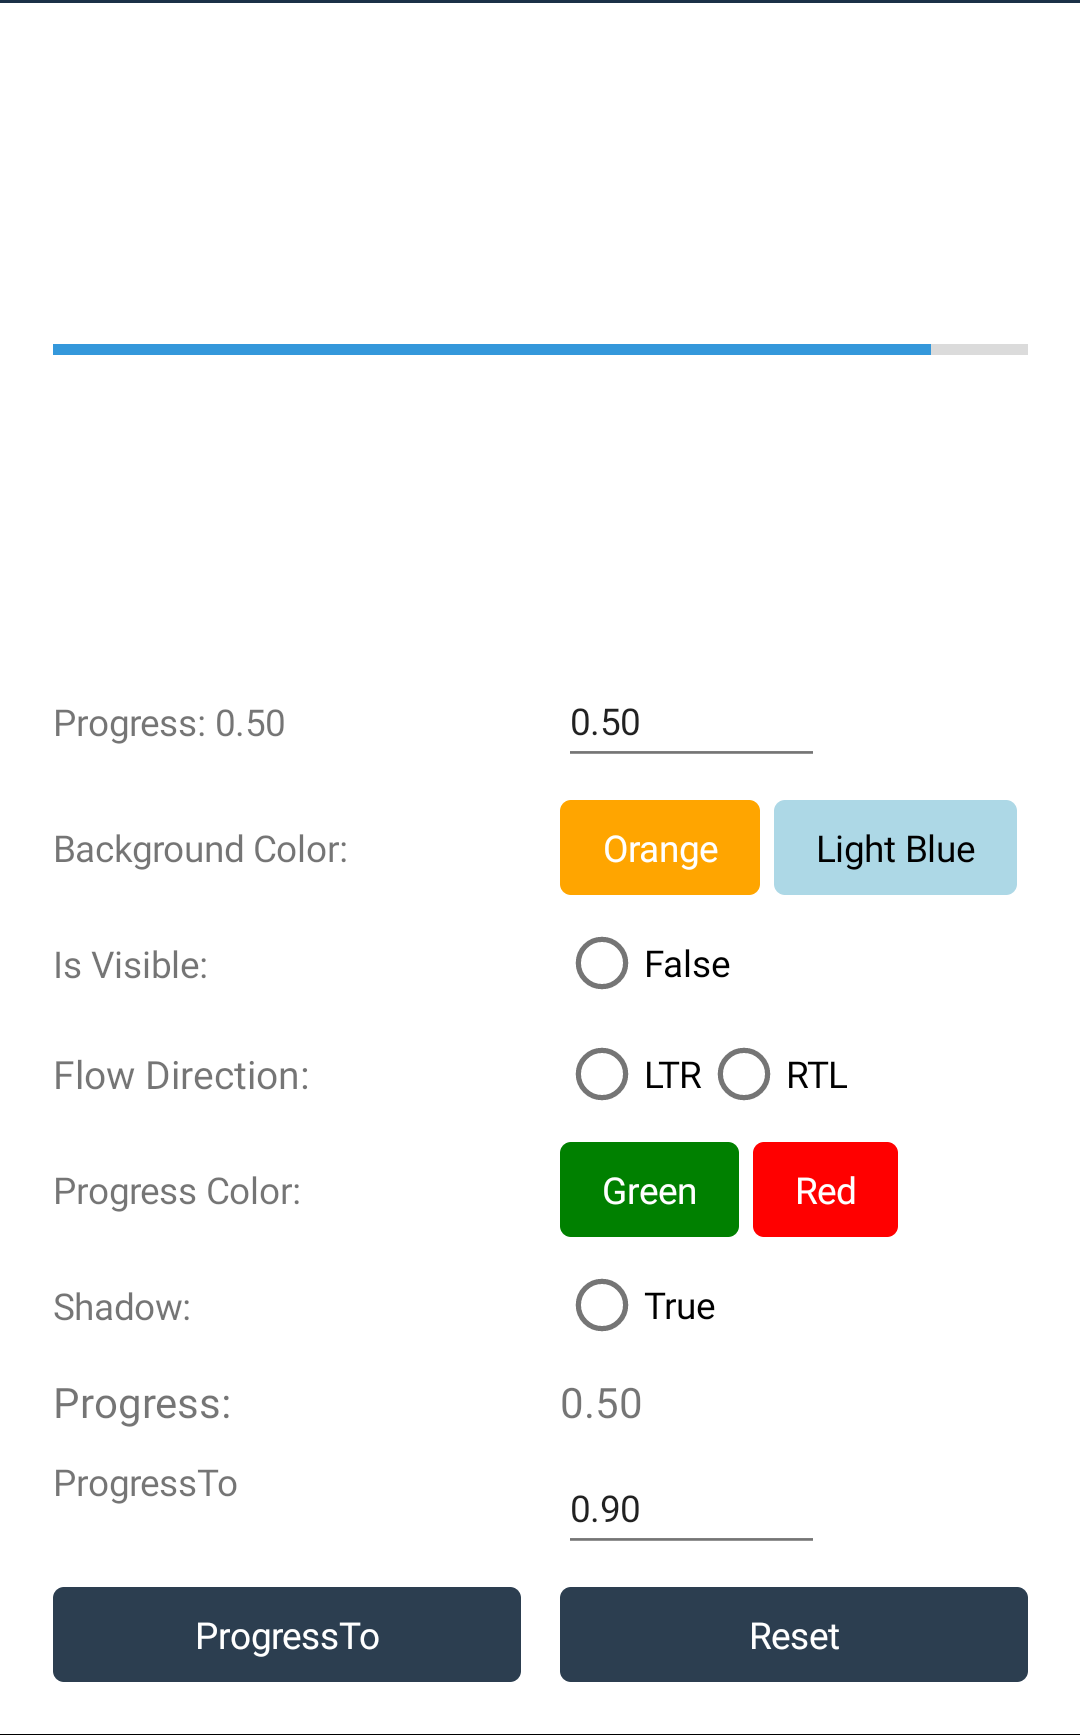 Progress: 0.50 0.50
Background Color: Orange Light Blue
Is Visible: False
Flow Direction: LTR RTL
Progress Color: Green Red
Shadow: True
Progress: 0.50
ProgressTo 0.90
ProgressTo Reset